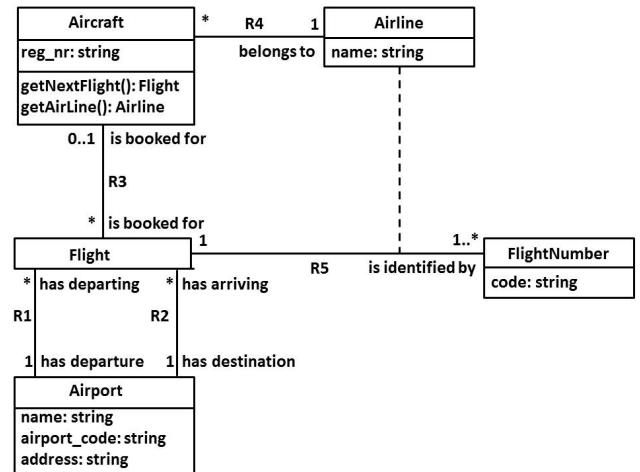 Aircraft
reg_nr: string
getNextFlight(): Flight
getAirLine(): Airline
* R4 1
belongs to
Airline
name: string
0..1 is booked for
R3
* is booked for
Flight
1 1..*
R5 is identified by
FlightNumber
code: string
* has departing * has arriving
R1 R2
1 has departure 1 has destination
Airport
name: string
airport_code: string
address: string